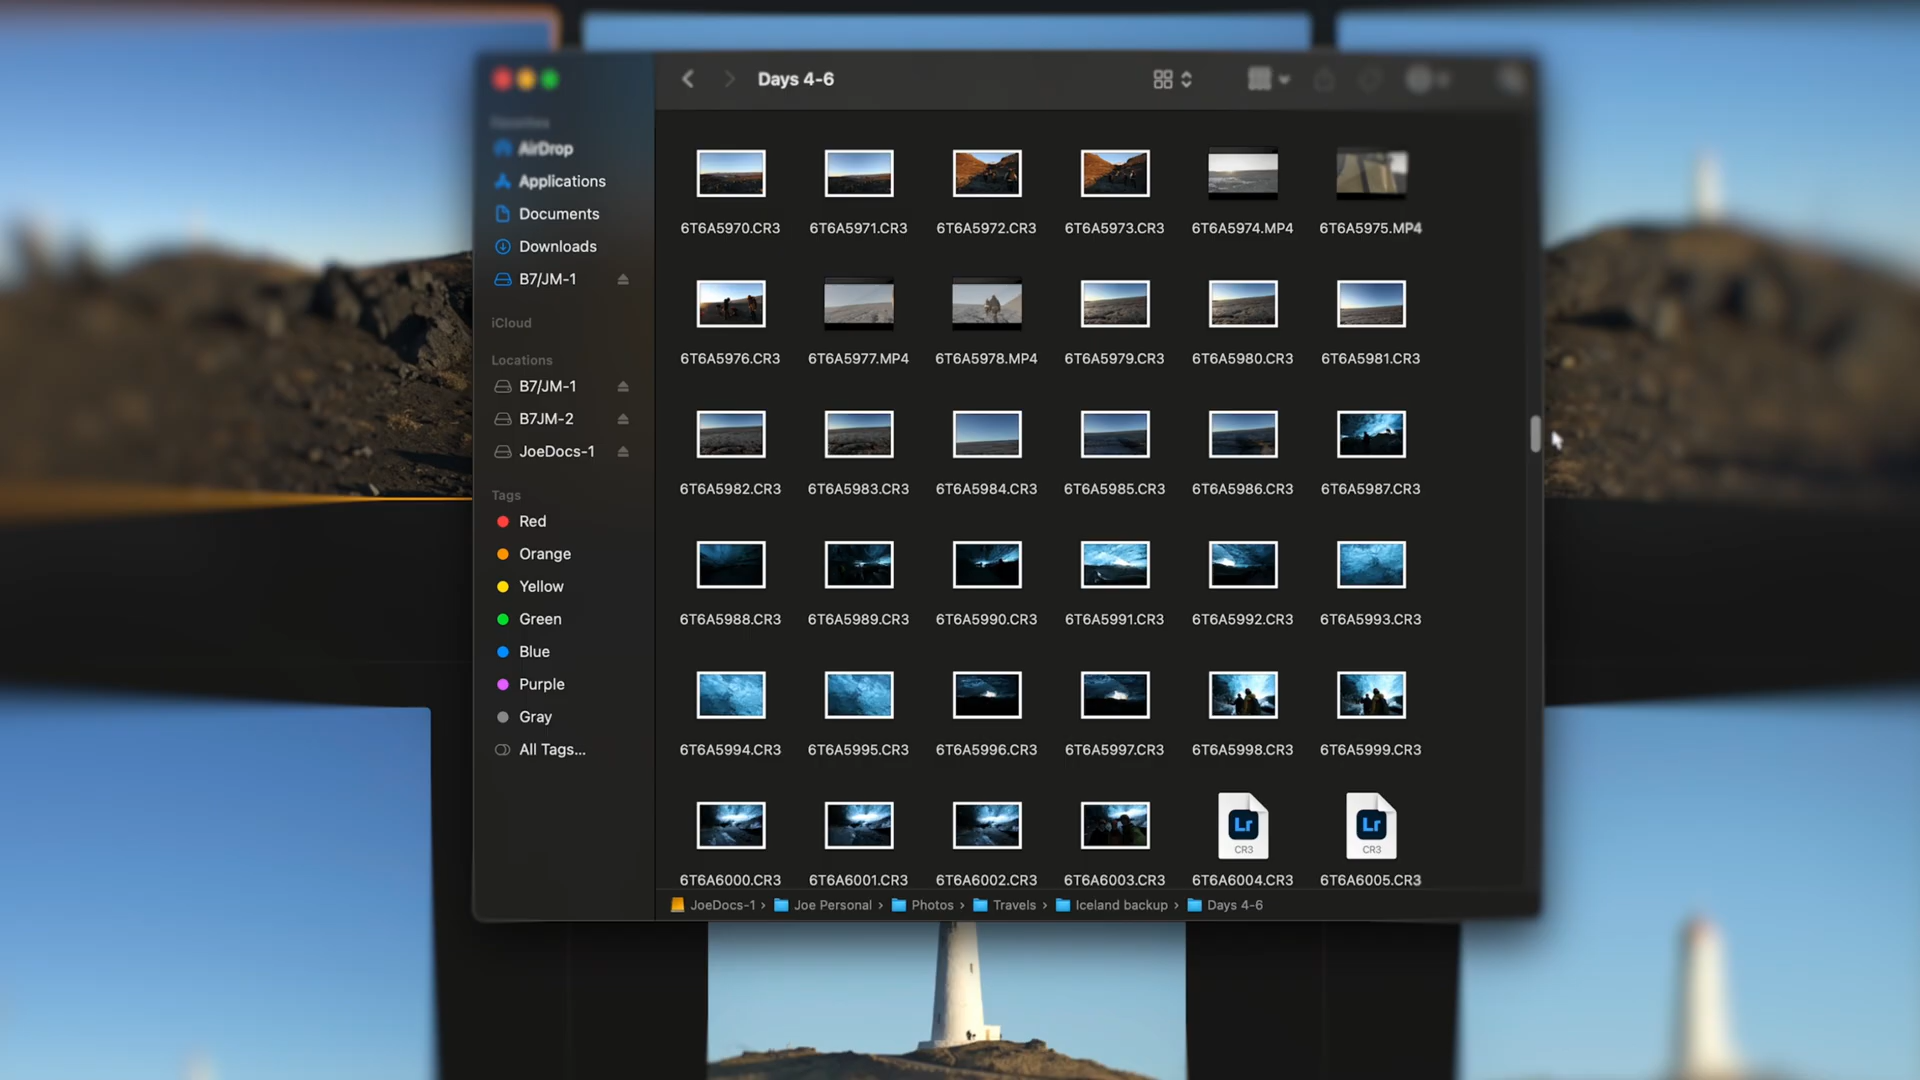 Days 4-6
Favorites
AirDrop
Applications
Documents
Downloads
B7/JM-1
iCloud
Locations
B7/JM-1
B7JM-2
JoeDocs-1
Tags
Red
Orange
Yellow
Green
Blue
Purple
Gray
All Tags...
6T6A5970.CR3 6T6A5971.CR3 6T6A5972.CR3 6T6A5973.CR3 6T6A5974.MP4 6T6A5975.MP4
6T6A5976.CR3 6T6A5977.MP4 6T6A5978.MP4 6T6A5979.CR3 6T6A5980.CR3 6T6A5981.CR3
6T6A5982.CR3 6T6A5983.CR3 6T6A5984.CR3 6T6A5985.CR3 6T6A5986.CR3 6T6A5987.CR3
6T6A5988.CR3 6T6A5989.CR3 6T6A5990.CR3 6T6A5991.CR3 6T6A5992.CR3 6T6A5993.CR3
6T6A5994.CR3 6T6A5995.CR3 6T6A5996.CR3 6T6A5997.CR3 6T6A5998.CR3 6T6A5999.CR3
Lr Lr
CR3 CR3
6T6A6000.CR3 6T6A6001.CR3 6T6A6002.CR3 6T6A6003.CR3 6T6A6004.CR3 6T6A6005.CR3
JoeDocs-1 › Joe Personal › Photos › Travels › Iceland backup › Days 4-6